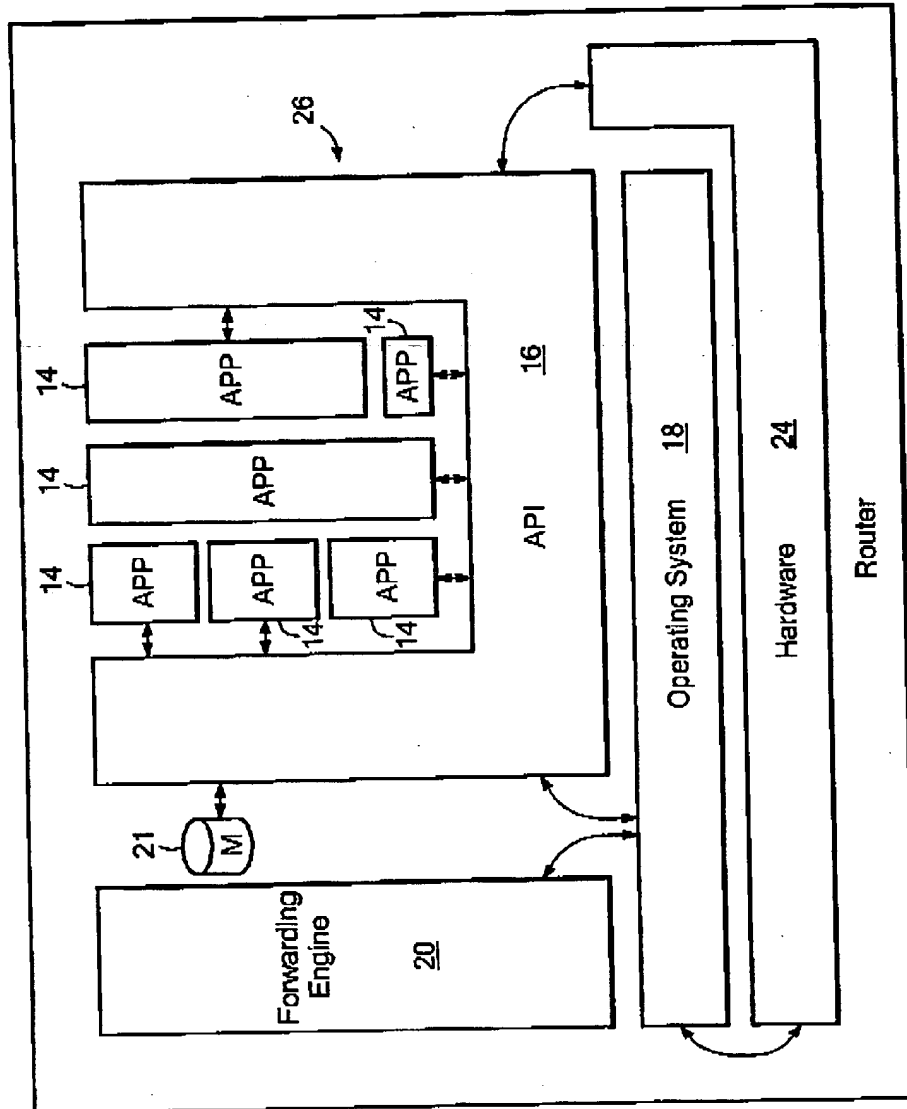 26
14
14
14
14
APP
APP
APP
APP
APP
APP
14
14
21
M
API
16
Forwarding
Engine
20
Operating System
18
Hardware
24
Router